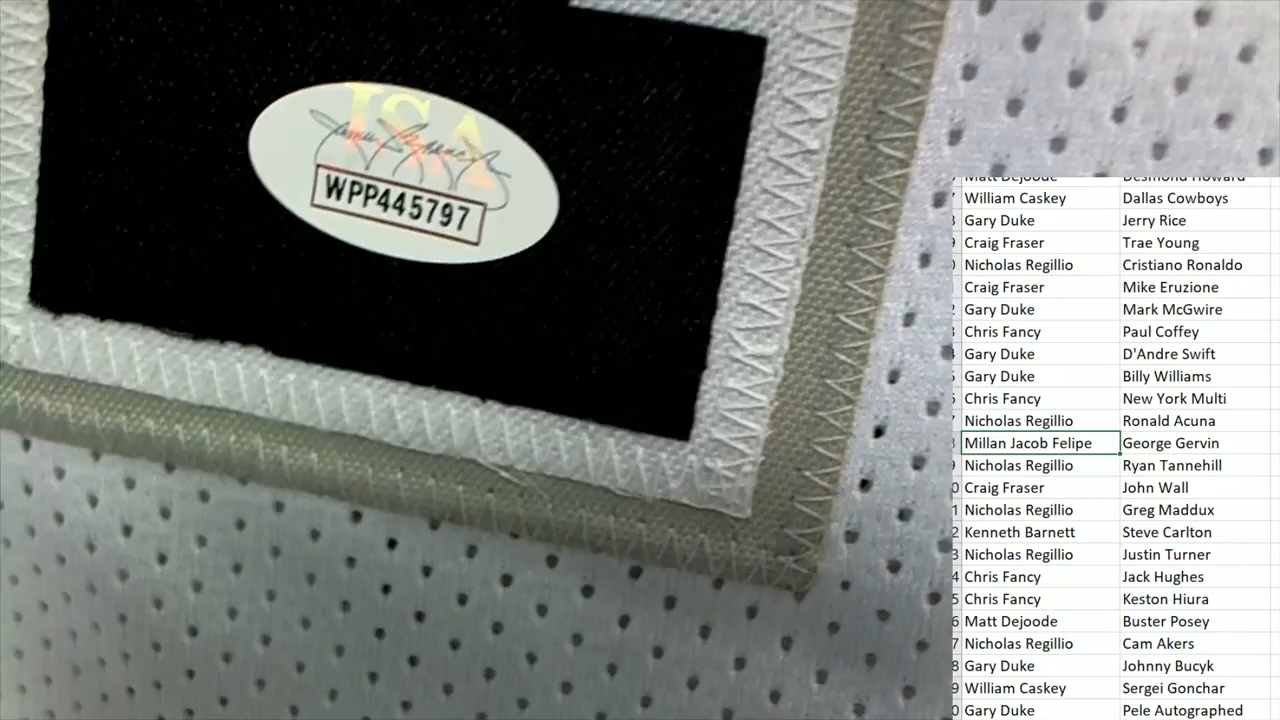 JSA
WPP445797
Matt Dejoode Desmond Howard
William Caskey Dallas Cowboys
Gary Duke Jerry Rice
Craig Fraser Trae Young
Nicholas Regillio Cristiano Ronaldo
Craig Fraser Mike Eruzione
Gary Duke Mark McGwire
Chris Fancy Paul Coffey
Gary Duke D'Andre Swift
Gary Duke Billy Williams
Chris Fancy New York Multi
Nicholas Regillio Ronald Acuna
Millan Jacob Felipe George Gervin
Nicholas Regillio Ryan Tannehill
Craig Fraser John Wall
Nicholas Regillio Greg Maddux
Kenneth Barnett Steve Carlton
Nicholas Regillio Justin Turner
Chris Fancy Jack Hughes
Chris Fancy Keston Hiura
Matt Dejoode Buster Posey
Nicholas Regillio Cam Akers
Gary Duke Johnny Bucyk
William Caskey Sergei Gonchar
Gary Duke Pele Autographed